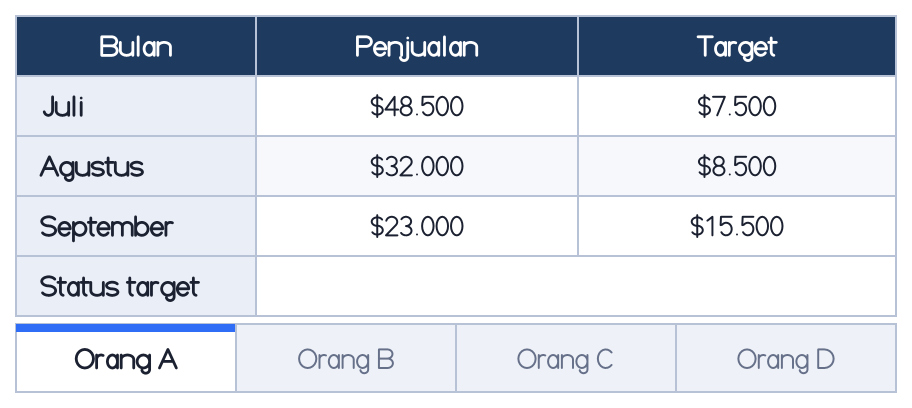 Bulan Penjualan Target
Juli $48.500 $7.500
Agustus $32.000 $8.500
September $23.000 $15.500
Status target
Orang A Orang B Orang C Orang D